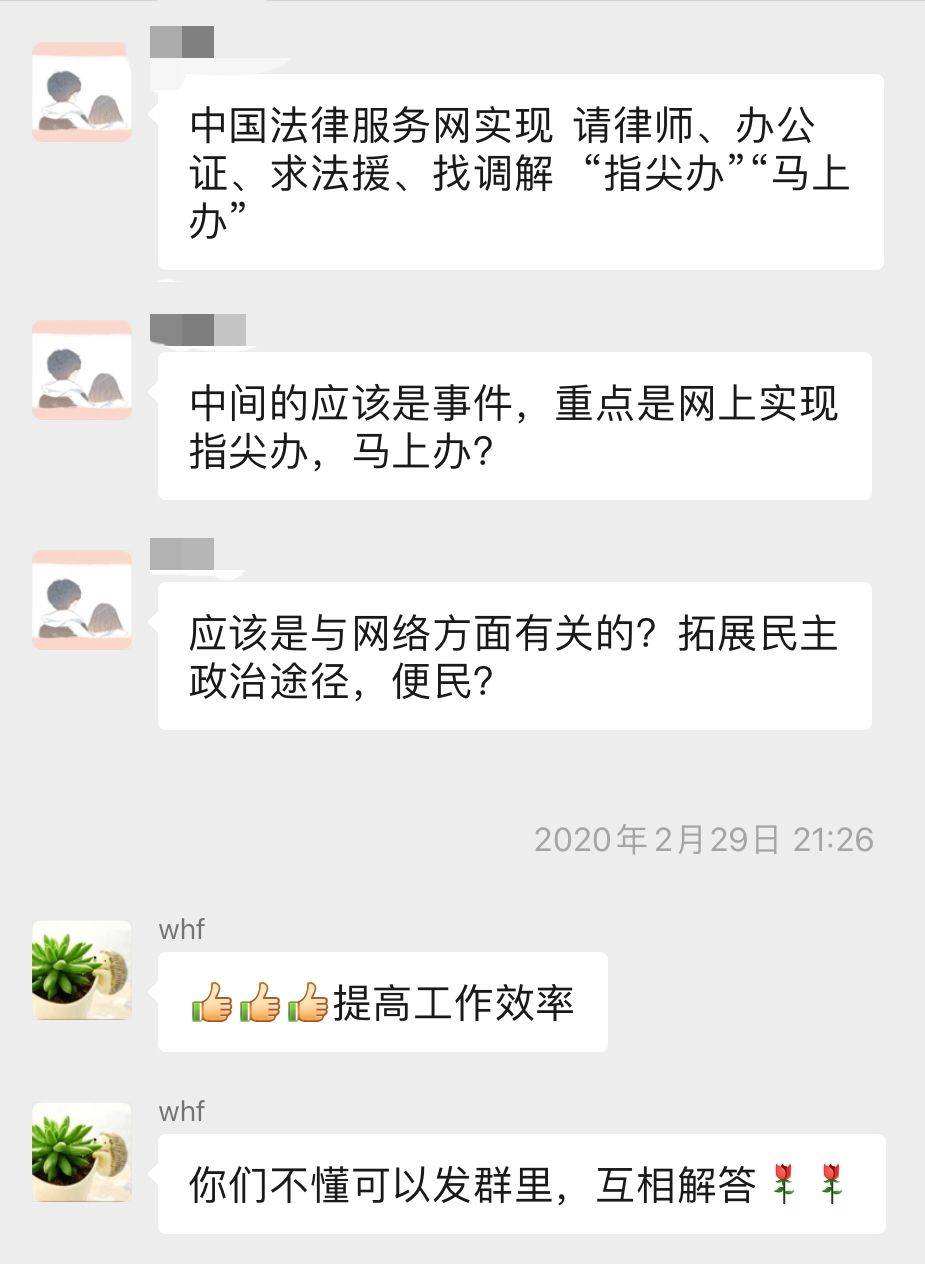 中国法律服务网实现 请律师、办公
证、求法援、找调解 “指尖办”“马上
办”
中间的应该是事件，重点是网上实现
指尖办，马上办？
应该是与网络方面有关的？拓展民主
政治途径，便民？
2020年2月29日 21:26
whf
👍👍👍提高工作效率
whf
你们不懂可以发群里，互相解答🌹🌹